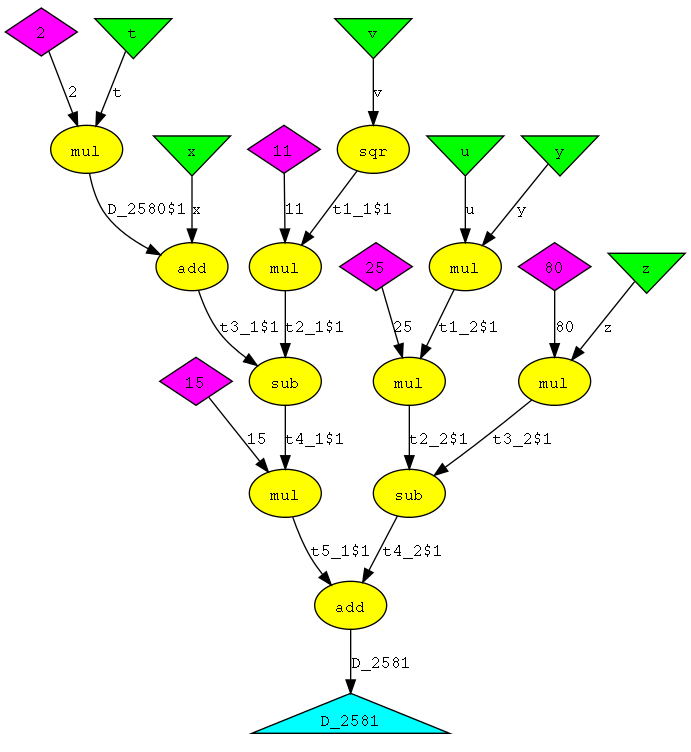 2
t
v
2
t
v
mul
x
11
sqr
u
y
D_2580$1
x
11
t1_1$1
u
y
add
mul
25
mul
80
z
t3_1$1
t2_1$1
25
t1_2$1
80
z
15
sub
mul
mul
15
t4_1$1
t2_2$1
t3_2$1
mul
sub
t5_1$1
t4_2$1
add
D_2581
D_2581